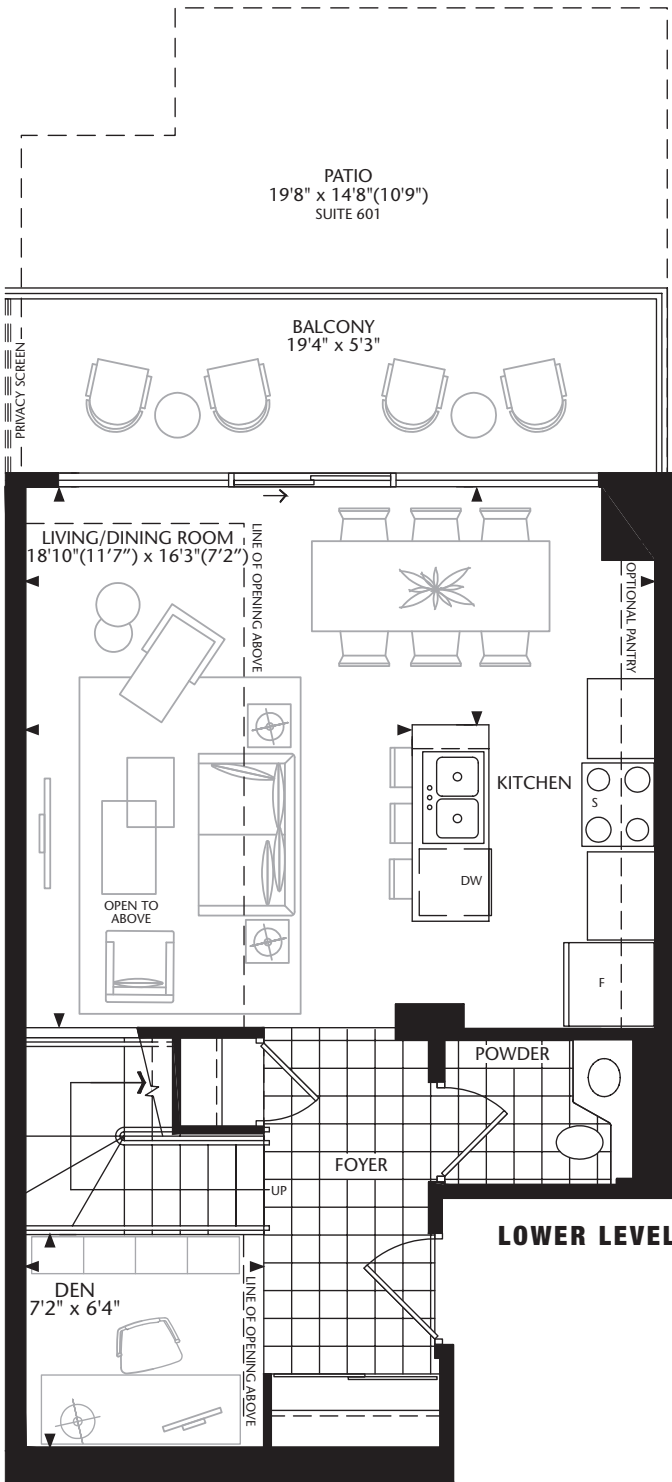 PATIO
19'8" x 14'8"(10'9")
SUITE 601
BALCONY
19'4" x 5'3"
PRIVACY SCREEN
LIVING/DINING ROOM
18'10"(11'7") x 16'3"(7'2")
LINE OF OPENING ABOVE
OPTIONAL PANTRY
KITCHEN
S
DW
OPEN TO
ABOVE
F
POWDER
FOYER
UP
LOWER LEVEL
DEN
7'2" x 6'4"
LINE OF OPENING ABOVE